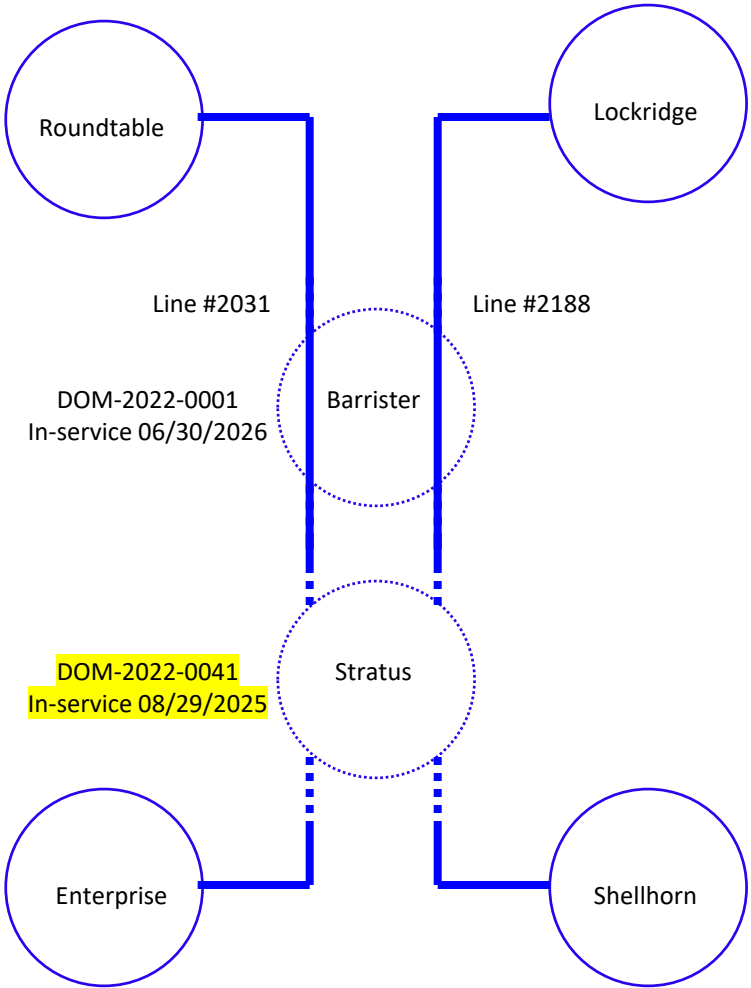 Roundtable
Lockridge
Line #2031
Line #2188
DOM-2022-0001
In-service 06/30/2026
Barrister
DOM-2022-0041
In-service 08/29/2025
Stratus
Enterprise
Shellhorn